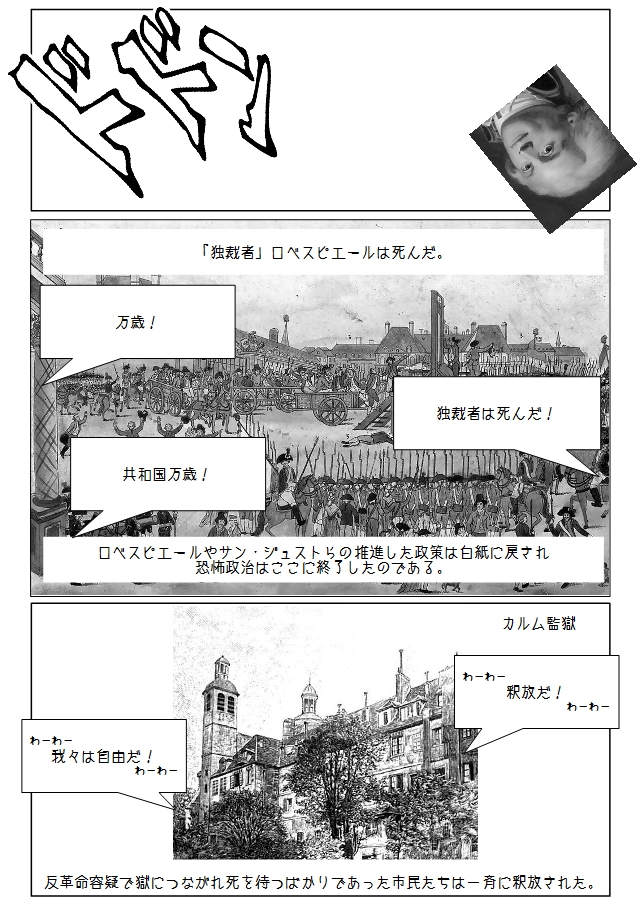 ドドン
「独裁者」ロベスピエールは死んだ。
万歳！
独裁者は死んだ！
共和国万歳！
ロベスピエールやサン・ジュストらの推進した政策は白紙に戻され
恐怖政治はここに終了したのである。
カルム監獄
わーわー
釈放だ！
わーわー
わーわー
我々は自由だ！
わーわー
反革命容疑で獄につながれ死を待つばかりであった市民たちは一斉に釈放された。